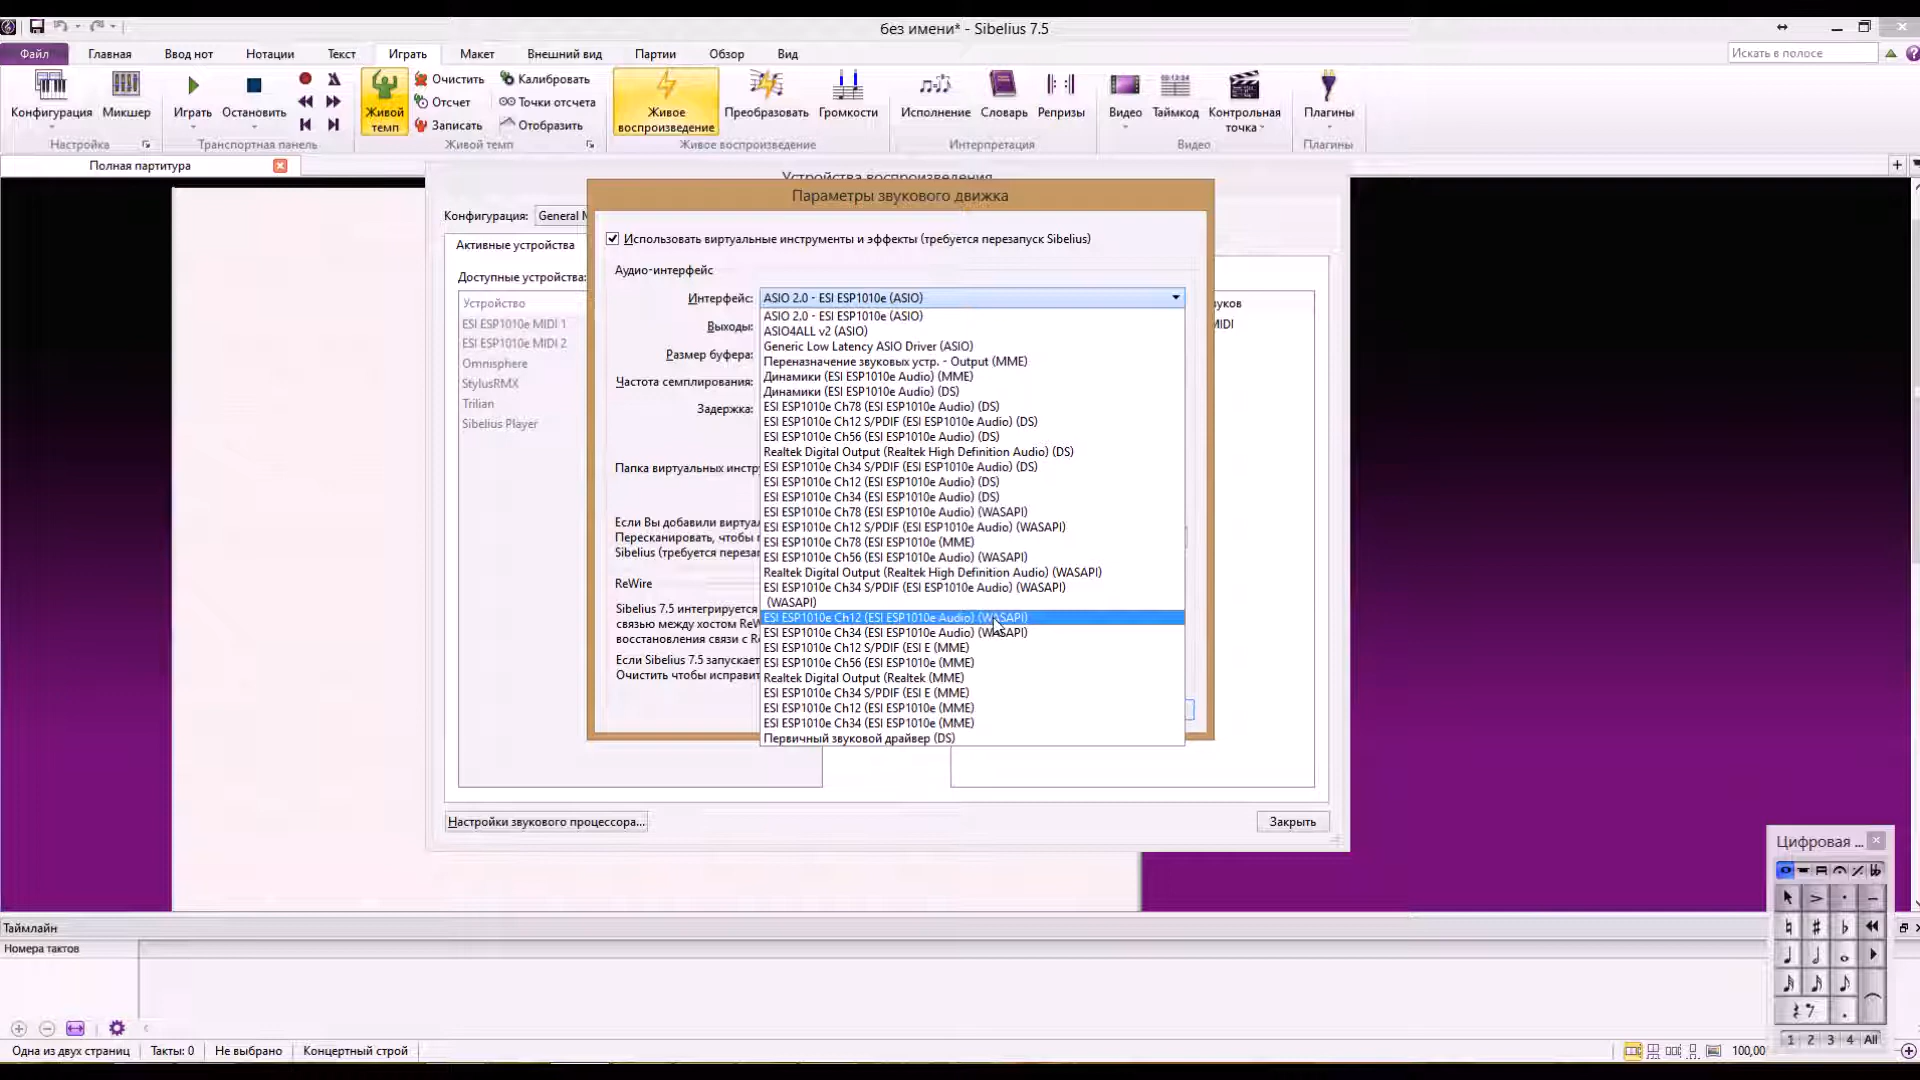 без имени* - Sibelius 7.5
Файл
Главная
Ввод нот
Нотации
Текст
Играть
Макет
Внешний вид
Партии
Обзор
Вид
Искать в полосе
Конфигурация
Микшер
Играть
Остановить
Живой
темп
Очистить
Отсчет
Записать
Калибровать
Точки отсчета
Отобразить
Живое
воспроизведение
Преобразовать
Громкости
Исполнение
Словарь
Репризы
Видео
Таймкод
Контрольная
точка
Плагины
Настройка
Транспортная панель
Живой темп
Живое воспроизведение
Интерпретация
Видео
Плагины
Полная партитура
Устройства воспроизведения
Параметры звукового движка
Конфигурация:
General M
Использовать виртуальные инструменты и эффекты (требуется перезапуск Sibelius)
Активные устройства
Аудио-интерфейс
Доступные устройства:
Интерфейс:
ASIO 2.0 - ESI ESP1010e (ASIO)
Устройство
ESI ESP1010e MIDI 1
ESI ESP1010e MIDI 2
Omnisphere
StylusRMX
Trilian
Sibelius Player
Выходы:
Размер буфера:
Частота семплирования:
Задержка:
ASIO 2.0 - ESI ESP1010e (ASIO)
ASIO4ALL v2 (ASIO)
Generic Low Latency ASIO Driver (ASIO)
Переназначение звуковых устр. - Output (MME)
Динамики (ESI ESP1010e Audio) (MME)
Динамики (ESI ESP1010e Audio) (DS)
ESI ESP1010e Ch78 (ESI ESP1010e Audio) (DS)
ESI ESP1010e Ch12 S/PDIF (ESI ESP1010e Audio) (DS)
ESI ESP1010e Ch56 (ESI ESP1010e Audio) (DS)
Realtek Digital Output (Realtek High Definition Audio) (DS)
ESI ESP1010e Ch34 S/PDIF (ESI ESP1010e Audio) (DS)
ESI ESP1010e Ch12 (ESI ESP1010e Audio) (DS)
ESI ESP1010e Ch34 (ESI ESP1010e Audio) (DS)
ESI ESP1010e Ch78 (ESI ESP1010e Audio) (WASAPI)
ESI ESP1010e Ch12 S/PDIF (ESI ESP1010e Audio) (WASAPI)
ESI ESP1010e Ch78 (ESI ESP1010e (MME)
ESI ESP1010e Ch56 (ESI ESP1010e Audio) (WASAPI)
Realtek Digital Output (Realtek High Definition Audio) (WASAPI)
ESI ESP1010e Ch34 S/PDIF (ESI ESP1010e Audio) (WASAPI)
(WASAPI)
ESI ESP1010e Ch12 (ESI ESP1010e Audio) (WASAPI)
ESI ESP1010e Ch34 (ESI ESP1010e Audio) (WASAPI)
ESI ESP1010e Ch12 S/PDIF (ESI E (MME)
ESI ESP1010e Ch56 (ESI ESP1010e (MME)
Realtek Digital Output (Realtek (MME)
ESI ESP1010e Ch34 S/PDIF (ESI E (MME)
ESI ESP1010e Ch12 (ESI ESP1010e (MME)
ESI ESP1010e Ch34 (ESI ESP1010e (MME)
Первичный звуковой драйвер (DS)
вуков
MIDI
Папка виртуальных инстр
Если Вы добавили виртуа
Пересканировать, чтобы
Sibelius (требуется переза
ReWire
Sibelius 7.5 интегрируется
связью между хостом ReW
восстановления связи с R
Если Sibelius 7.5 запускает
Очистить чтобы исправит
Настройки звукового процессора...
Закрыть
Цифровая ...
1 2 3 4 All
Таймлайн
Номера тактов
Одна из двух страниц
Такты: 0
Не выбрано
Концертный строй
100,00